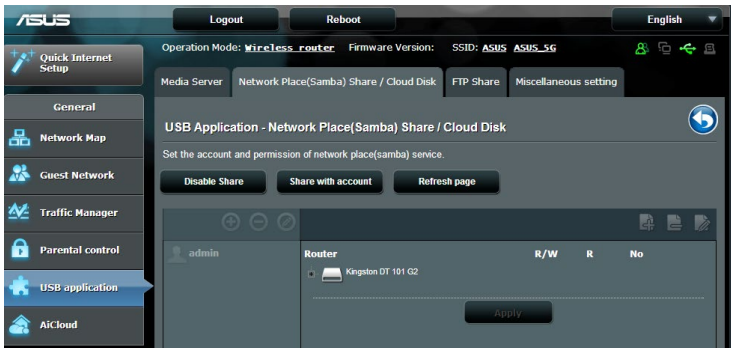 ASUS
Logout
Reboot
English
Quick Internet
Setup
Operation Mode: Wireless router Firmware Version: SSID: ASUS ASUS_5G
Media Server
Network Place(Samba) Share / Cloud Disk
FTP Share
Miscellaneous setting
General
Network Map
Guest Network
Traffic Manager
Parental control
USB application
AiCloud
USB Application - Network Place(Samba) Share / Cloud Disk
Set the account and permission of network place(samba) service.
Disable Share
Share with account
Refresh page
admin
Router R/W R No
Kingston DT 101 G2
Apply